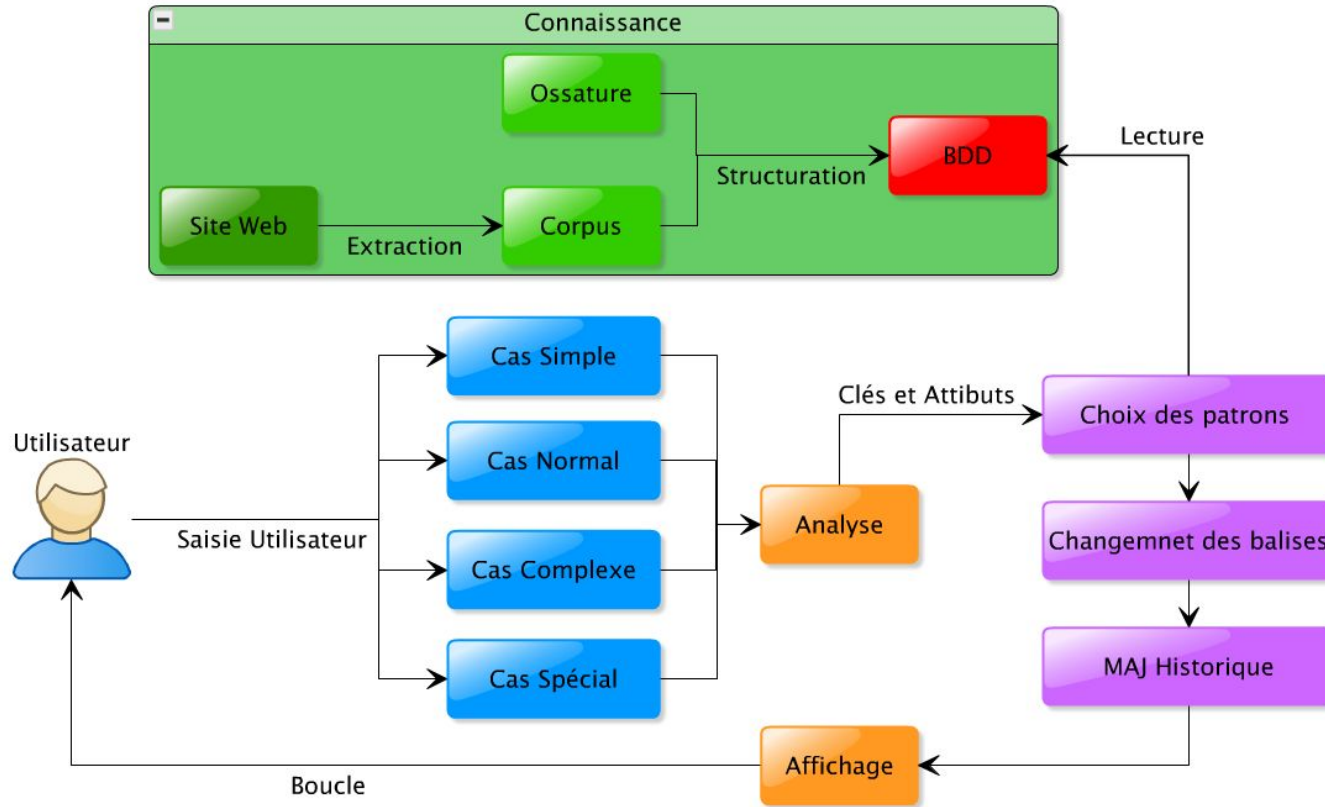 Connaissance
Ossature
BDD
Lecture
Structuration
Site Web
Extraction
Corpus
Cas Simple
Clés et Attibuts
Choix des patrons
Utilisateur
Cas Normal
Saisie Utilisateur
Analyse
Changemnet des balises
Cas Complexe
Cas Spécial
MAJ Historique
Affichage
Boucle